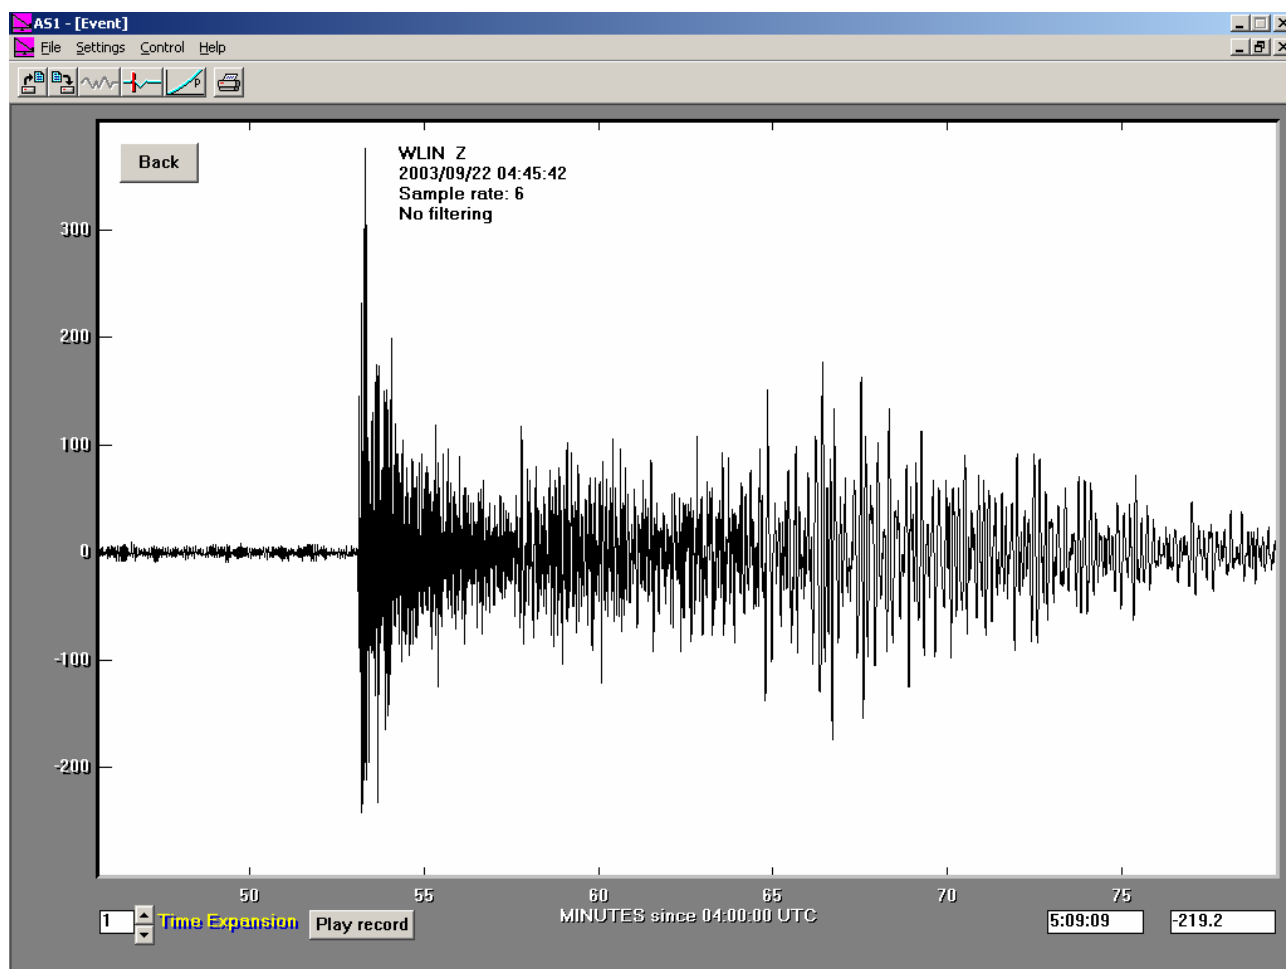 AS1 - [Event]
File Settings Control Help
p
Back
WLIN Z
2003/09/22 04:45:42
Sample rate: 6
No filtering
300
200
100
0
-100
-200
50 55 60 65 70 75
MINUTES since 04:00:00 UTC
1 Time Expansion Play record 5:09:09 -219.2